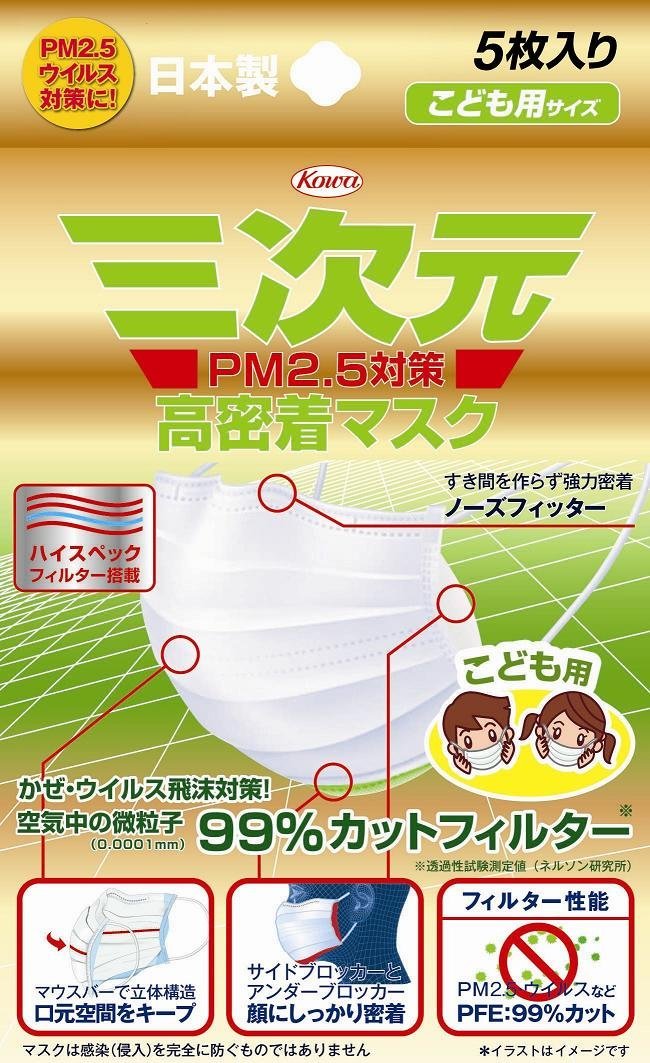 PM2.5
ウイルス
対策に!
日本製
5枚入り
こども用サイズ
Kowa
三次元
PM2.5対策
高密着マスク
すき間を作らず強力密着
ノーズフィッター
ハイスペック
フィルター搭載
こども用
かぜ・ウイルス飛沫対策!
空気中の微粒子
(0.0001mm)
99%カットフィルター※
※透過性試験測定値（ネルソン研究所）
マウスバーで立体構造
口元空間をキープ
サイドブロッカーと
アンダーブロッカー
顔にしっかり密着
フィルター性能
PM2.5 ウイルスなど
PFE:99%カット
マスクは感染(侵入)を完全に防ぐものではありません
*イラストはイメージです